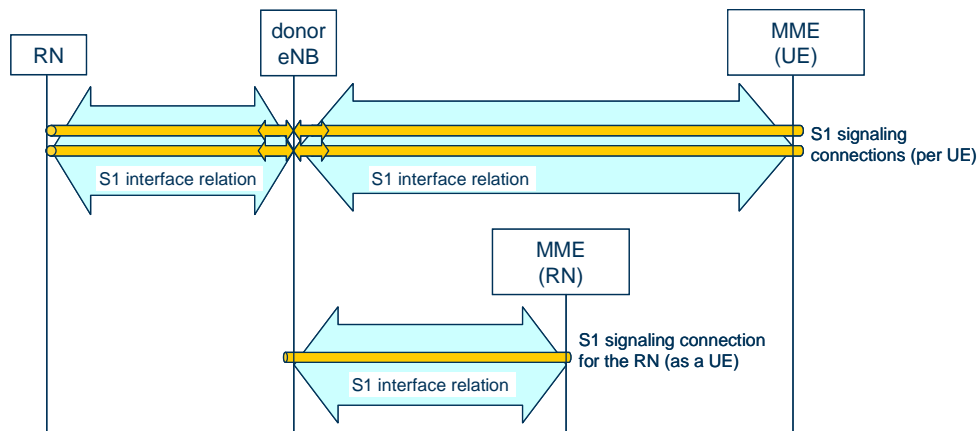 RN
donor
eNB
MME
(UE)
S1 signaling
connections (per UE)
S1 interface relation
S1 interface relation
MME
(RN)
S1 signaling connection
for the RN (as a UE)
S1 interface relation